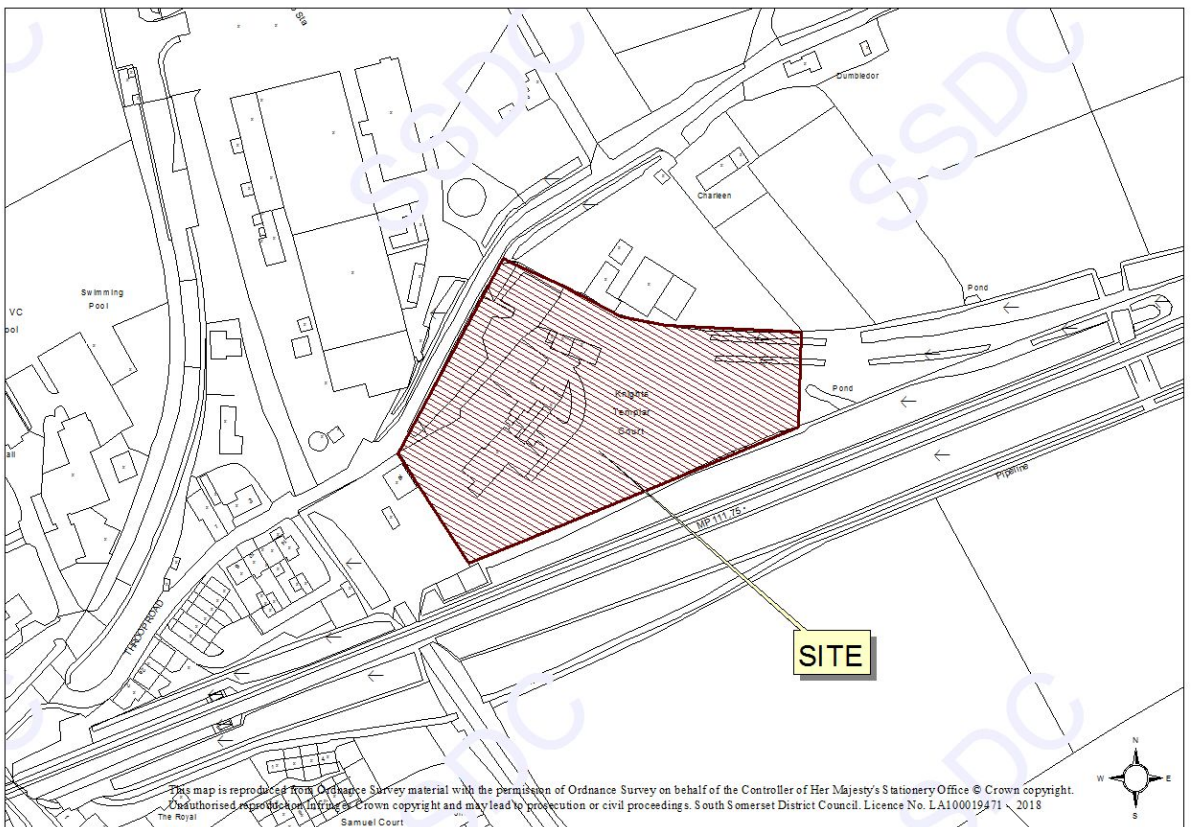 Sta
Dumbledor
Charleen
Swimming
Pool
VC
ool
Pond
Pond
Knights
Templar
Court
all
MP 111.75
Pipeline
THROOP ROAD
SITE
N
W
E
S
This map is reproduced from Ordnance Survey material with the permission of Ordnance Survey on behalf of the Controller of Her Majesty's Stationery Office © Crown copyright.
Unauthorised reproduction infringes Crown copyright and may lead to prosecution or civil proceedings. South Somerset District Council. Licence No. LA100019471 - 2018
The Royal
Samuel Court
SSDC
SSDC
SSDC
SSDC